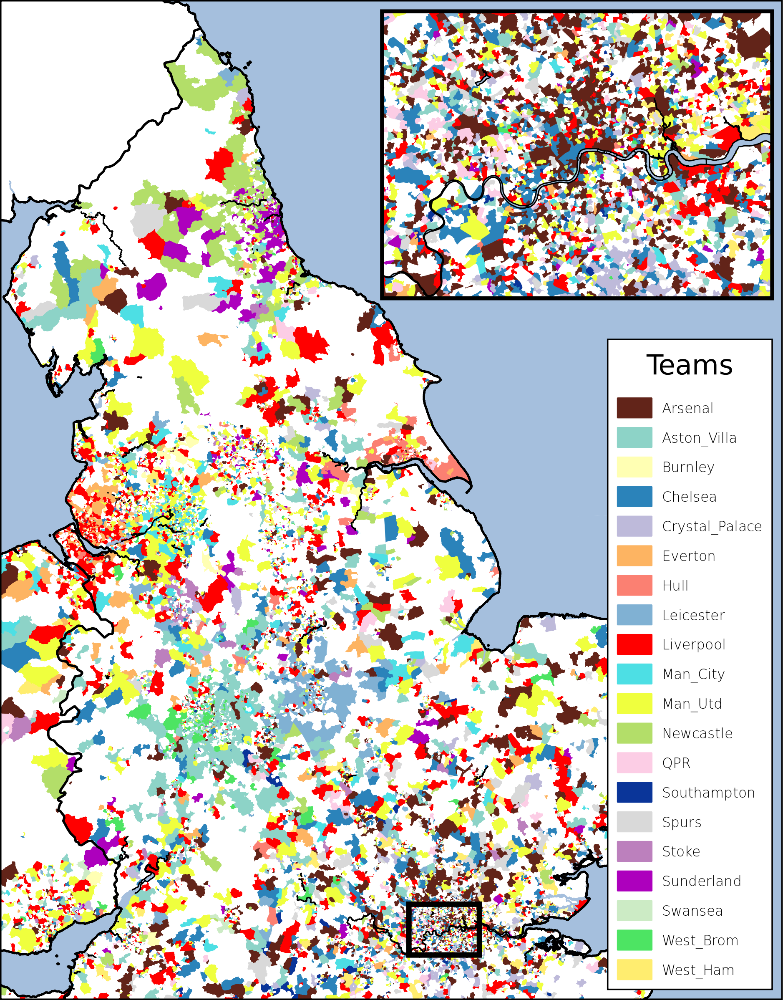 Teams
Arsenal
Aston_Villa
Burnley
Chelsea
Crystal_Palace
Everton
Hull
Leicester
Liverpool
Man_City
Man_Utd
Newcastle
QPR
Southampton
Spurs
Stoke
Sunderland
Swansea
West_Brom
West_Ham